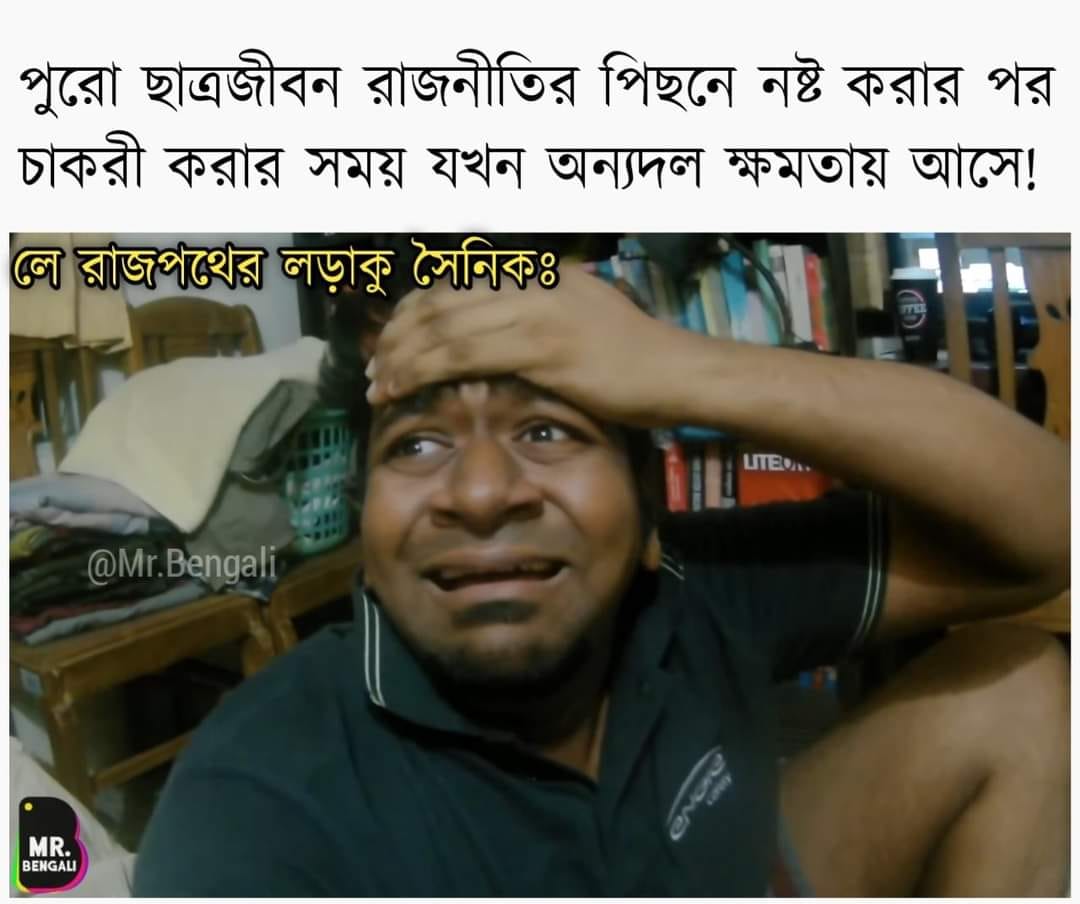 পুরো ছাত্রজীবন রাজনীতির পিছনে নষ্ট করার পর
চাকরী করার সময় যখন অন্যদল ক্ষমতায় আসে!
লে রাজপথের লড়াকু সৈনিকঃ
LITEON
@Mr.Bengali
MR.
BENGALI